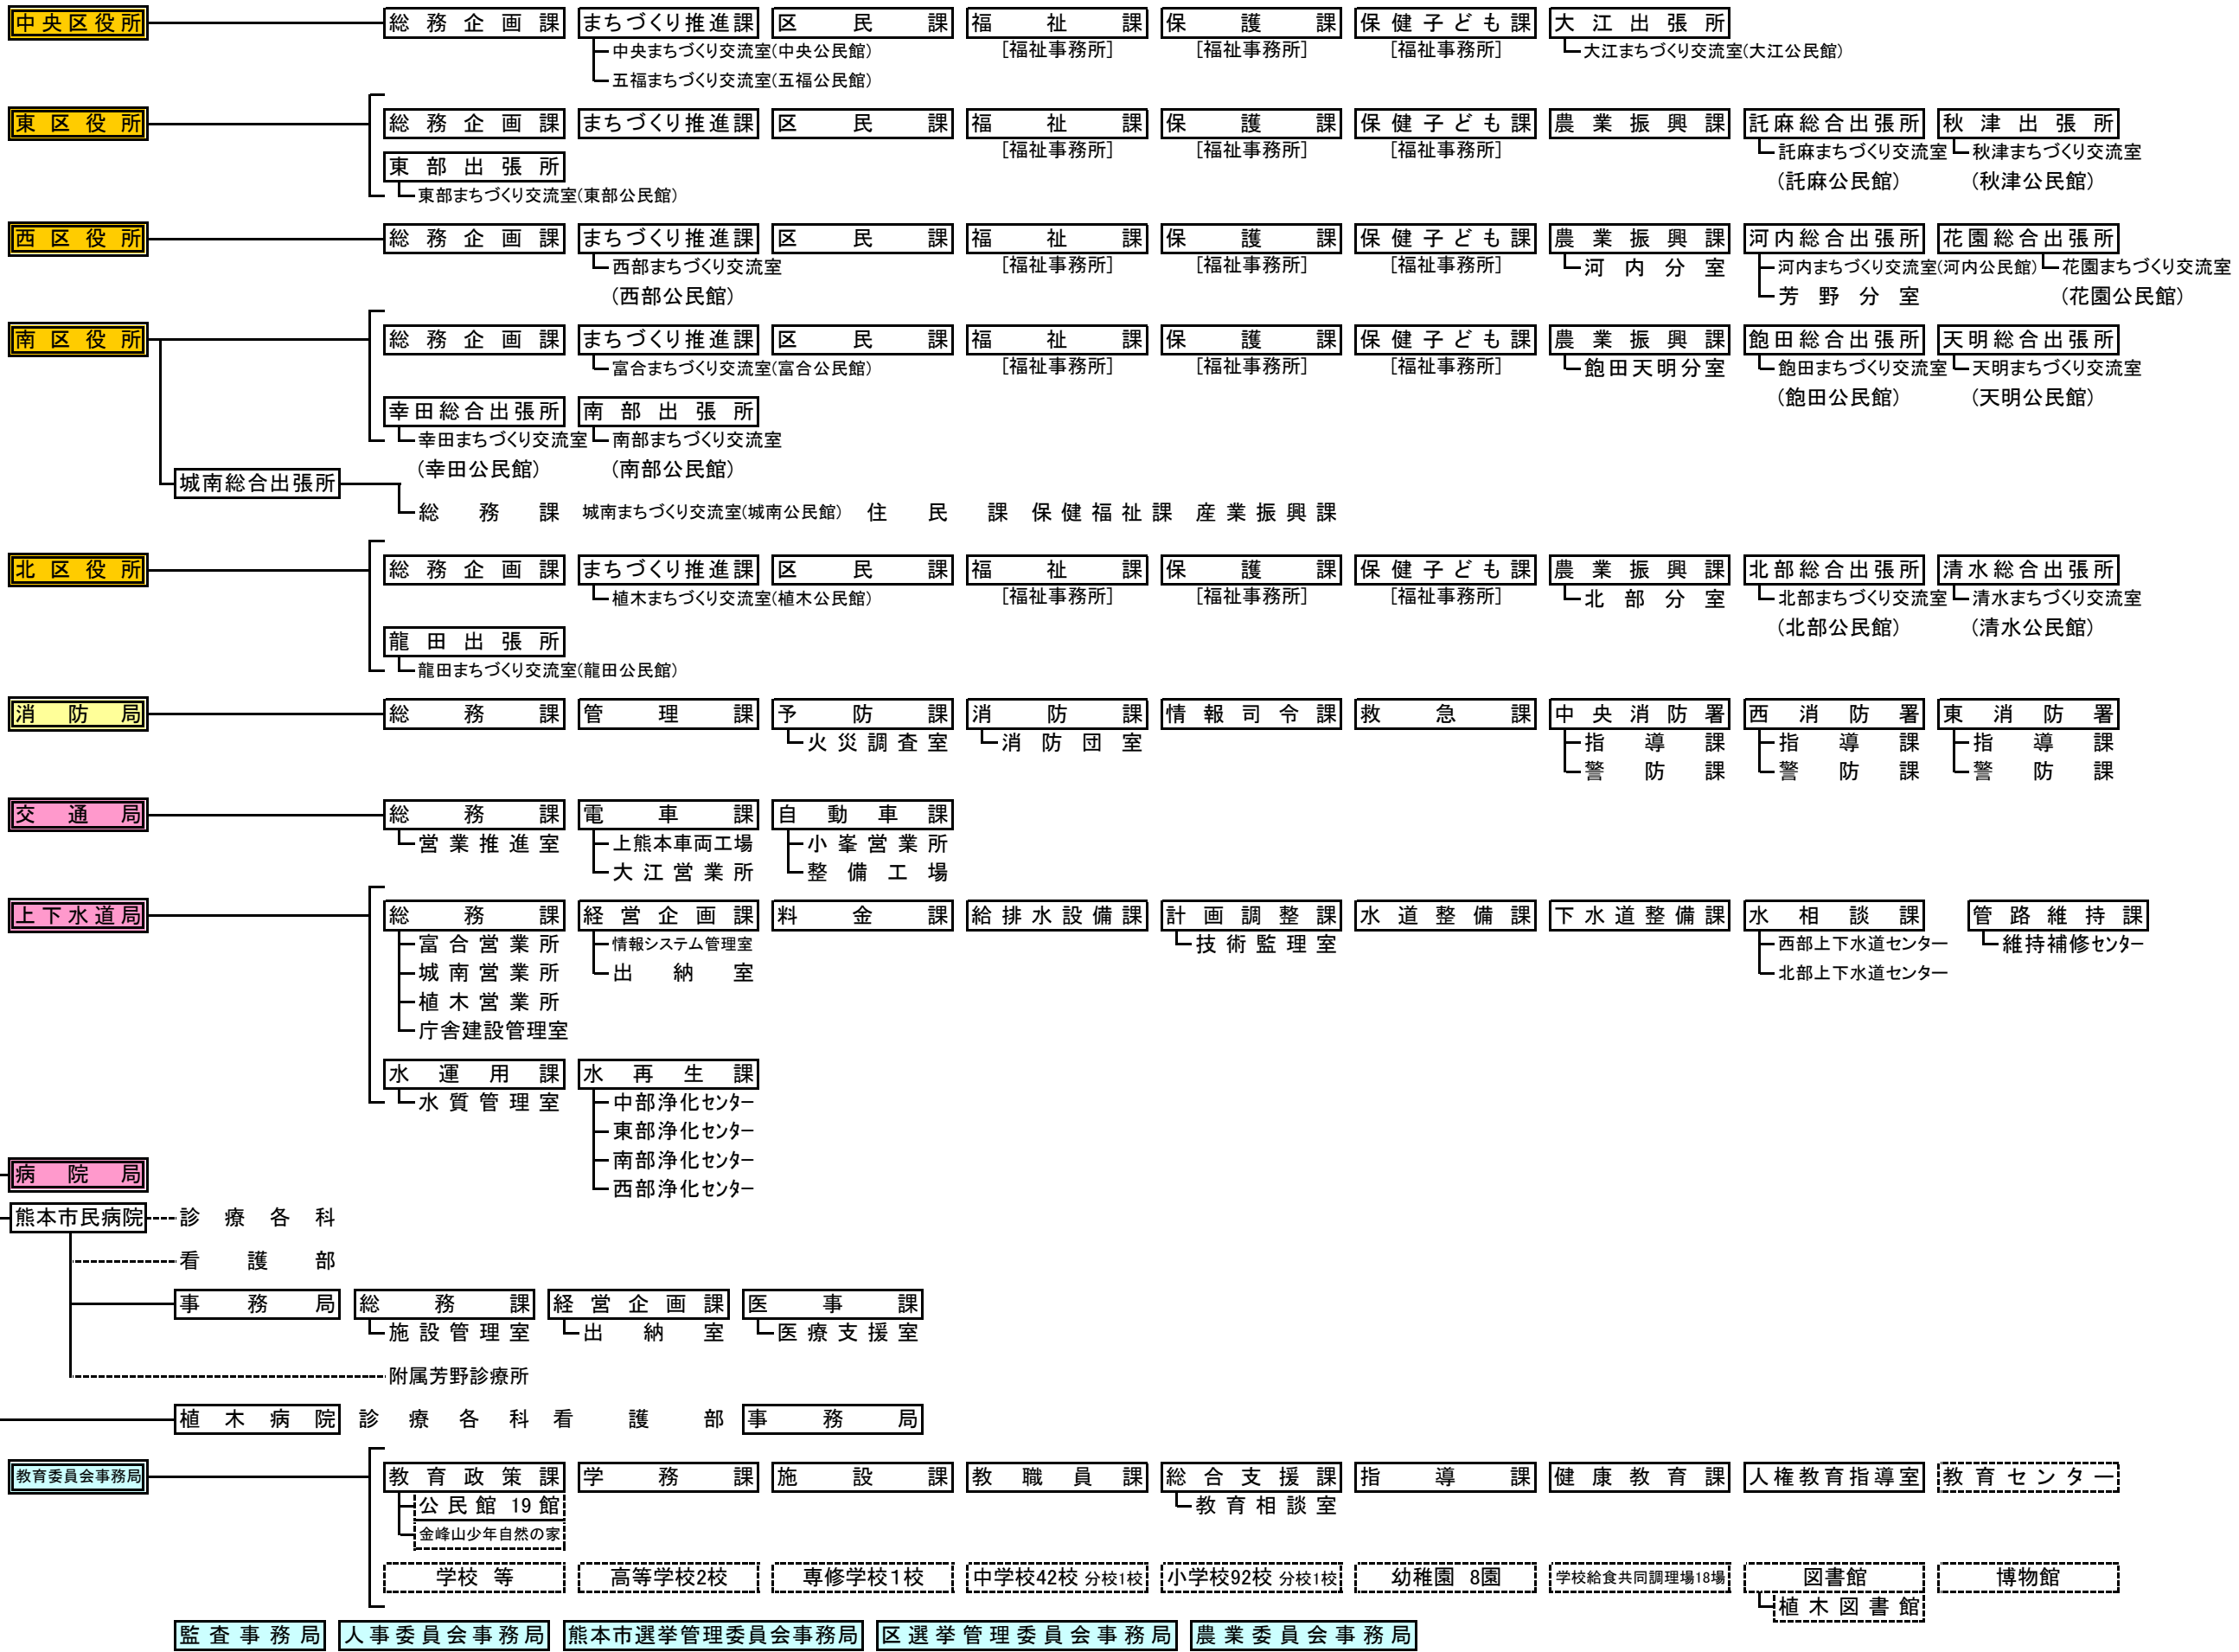 中央区役所 総務企画課 まちづくり推進課 区民課 福祉課 保護課 保健子ども課 大江出張所
中央まちづくり交流室(中央公民館) [福祉事務所] [福祉事務所] [福祉事務所] 大江まちづくり交流室(大江公民館)
五福まちづくり交流室(五福公民館)
東区役所 総務企画課 まちづくり推進課 区民課 福祉課 保護課 保健子ども課 農業振興課 託麻総合出張所 秋津出張所
[福祉事務所] [福祉事務所] [福祉事務所] 託麻まちづくり交流室 秋津まちづくり交流室
東部出張所 (託麻公民館) (秋津公民館)
東部まちづくり交流室(東部公民館)
西区役所 総務企画課 まちづくり推進課 区民課 福祉課 保護課 保健子ども課 農業振興課 河内総合出張所 花園総合出張所
西部まちづくり交流室 [福祉事務所] [福祉事務所] [福祉事務所] 河内分室 河内まちづくり交流室(河内公民館) 花園まちづくり交流室
(西部公民館) 芳野分室 (花園公民館)
南区役所 総務企画課 まちづくり推進課 区民課 福祉課 保護課 保健子ども課 農業振興課 飽田総合出張所 天明総合出張所
富合まちづくり交流室(富合公民館) [福祉事務所] [福祉事務所] [福祉事務所] 飽田天明分室 飽田まちづくり交流室 天明まちづくり交流室
(飽田公民館) (天明公民館)
幸田総合出張所 南部出張所
幸田まちづくり交流室 南部まちづくり交流室
(幸田公民館) (南部公民館)
城南総合出張所
総務課 城南まちづくり交流室(城南公民館) 住民課 保健福祉課 産業振興課
北区役所 総務企画課 まちづくり推進課 区民課 福祉課 保護課 保健子ども課 農業振興課 北部総合出張所 清水総合出張所
植木まちづくり交流室(植木公民館) [福祉事務所] [福祉事務所] [福祉事務所] 北部分室 北部まちづくり交流室 清水まちづくり交流室
(北部公民館) (清水公民館)
龍田出張所
龍田まちづくり交流室(龍田公民館)
消防局 総務課 管理課 予防課 消防課 情報司令課 救急課 中央消防署 西消防署 東消防署
火災調査室 消防団室 指導課 指導課 指導課
警防課 警防課 警防課
交通局 総務課 電車課 自動車課
営業推進室 上熊本車両工場 小峯営業所
大江営業所 整備工場
上下水道局 総務課 経営企画課 料金課 給排水設備課 計画調整課 水道整備課 下水道整備課 水相談課 管路維持課
富合営業所 情報システム管理室 技術監理室 西部上下水道センター 維持補修センター
城南営業所 出納室 北部上下水道センター
植木営業所
庁舎建設管理室
水運用課 水再生課
水質管理室 中部浄化センター
東部浄化センター
南部浄化センター
病院局
西部浄化センター
熊本市民病院 診療各科
看護部
事務局 総務課 経営企画課 医事課
施設管理室 出納室 医療支援室
附属芳野診療所
植木病院 診療各科 看護部 事務局
教育委員会事務局 教育政策課 学務課 施設課 教職員課 総合支援課 指導課 健康教育課 人権教育指導室 教育センター
公民館 19館 教育相談室
金峰山少年自然の家
学校 等 高等学校2校 専修学校1校 中学校42校 分校1校 小学校92校 分校1校 幼稚園 8園 学校給食共同調理場18場 図書館 博物館
植木図書館
監査事務局 人事委員会事務局 熊本市選挙管理委員会事務局 区選挙管理委員会事務局 農業委員会事務局